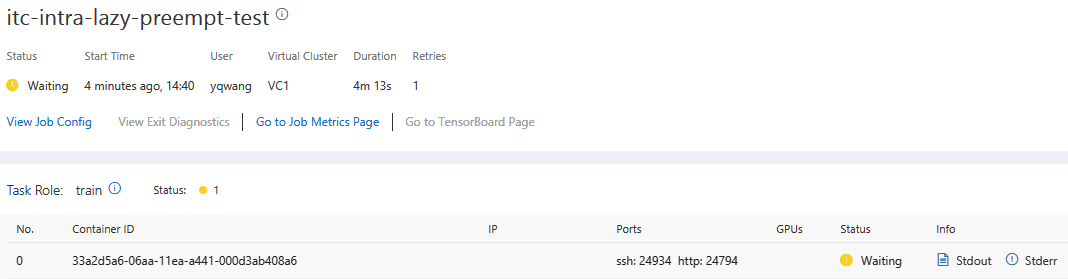 itc-intra-lazy-preempt-test
Status Start Time User Virtual Cluster Duration Retries
Waiting 4 minutes ago, 14:40 yqwang VC1 4m 13s 1
View Job Config View Exit Diagnostics Go to Job Metrics Page Go to TensorBoard Page
Task Role: train Status: 1
No. Container ID IP Ports GPUs Status Info
0 33a2d5a6-06aa-11ea-a441-000d3ab408a6 ssh: 24934 http: 24794 Waiting Stdout Stderr